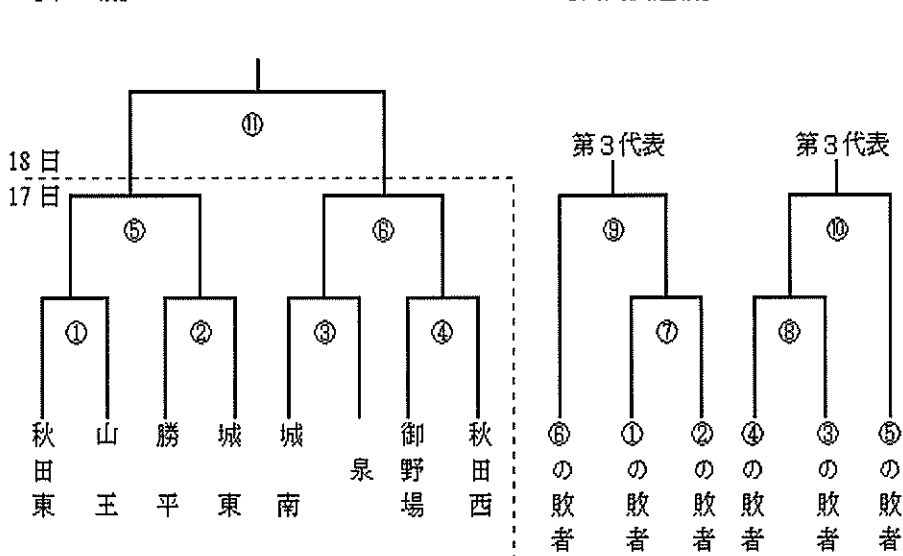 ⑪
第3代表
第3代表
18日
17日
⑤
⑥
⑨
⑩
①
②
③
④
⑦
⑧
秋田東
山王
勝平
城東
城南
泉
御野場
秋田西
⑥の敗者
①の敗者
②の敗者
④の敗者
③の敗者
⑤の敗者